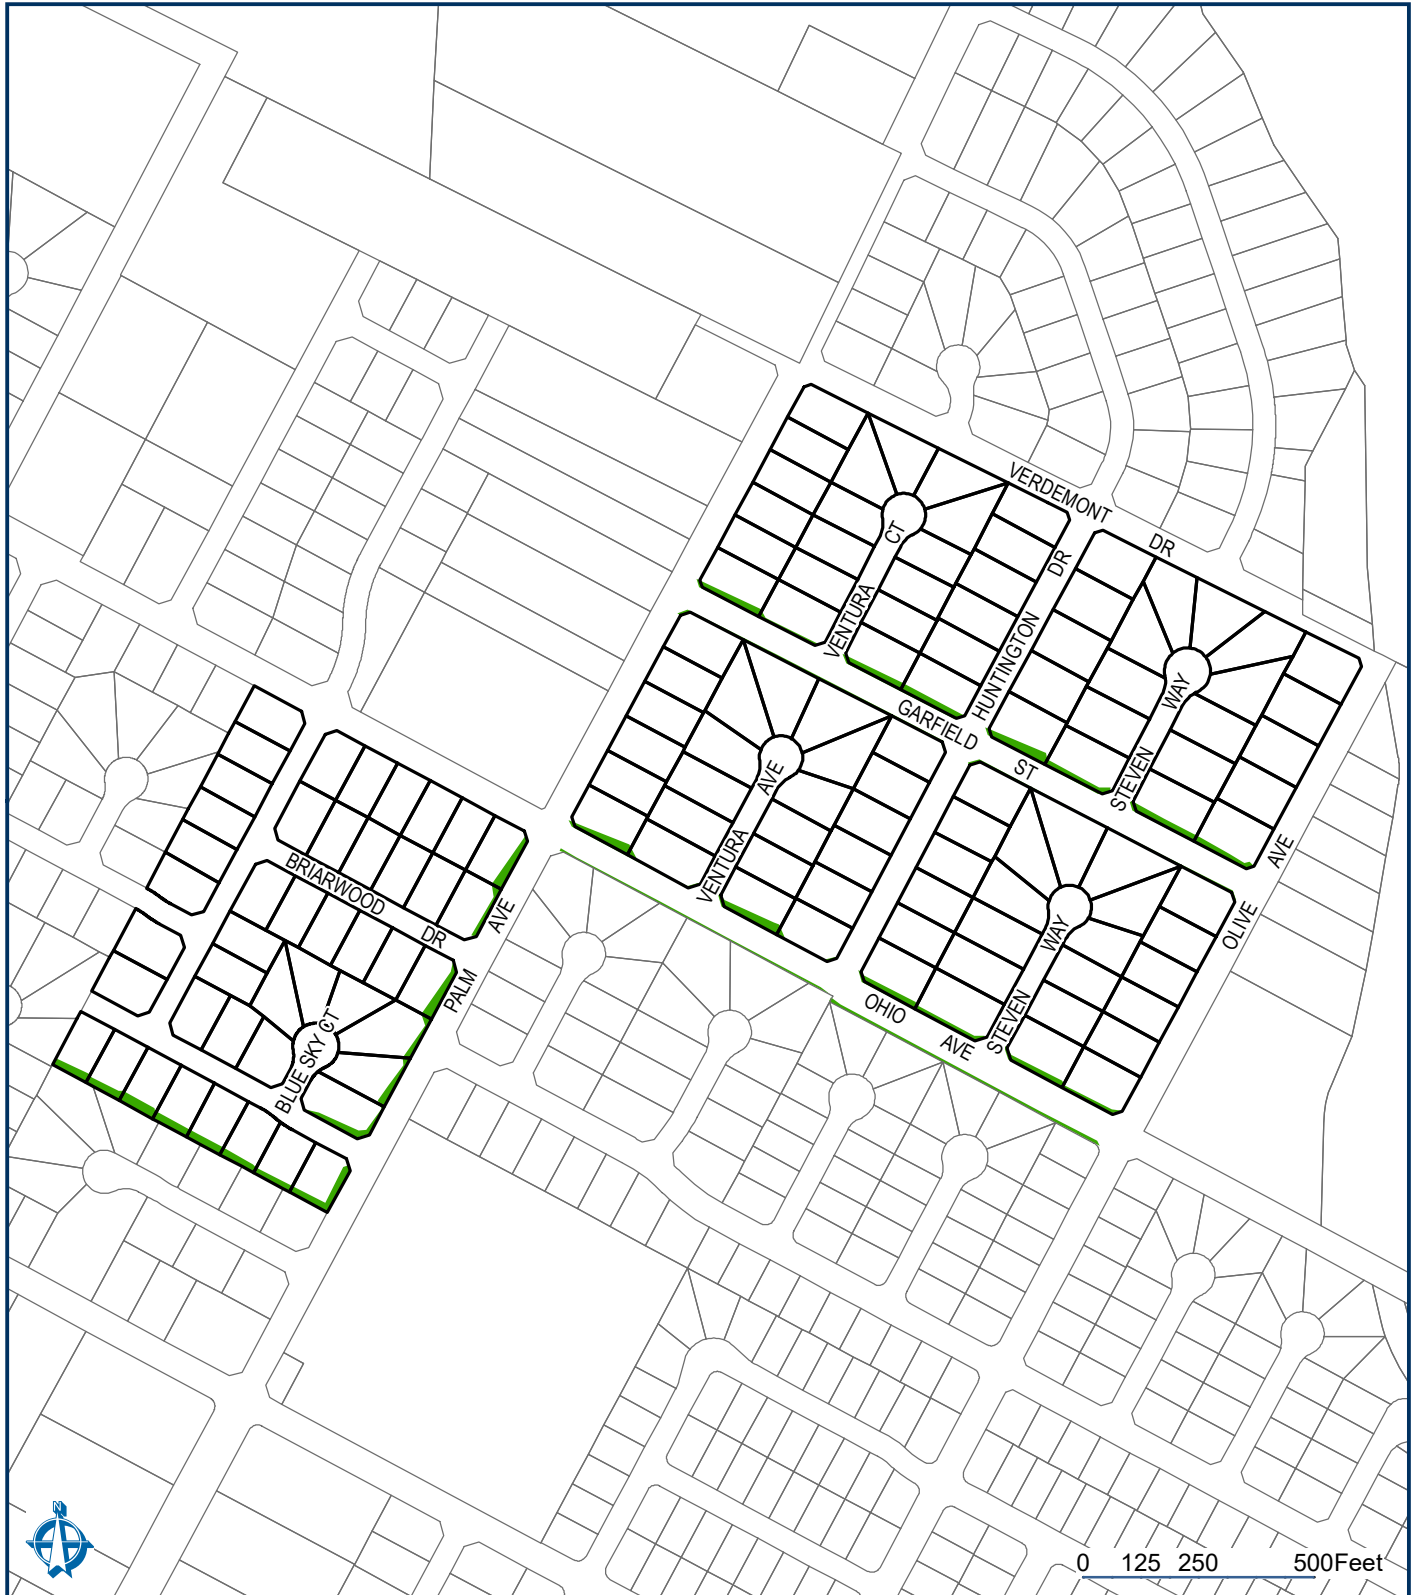 VERDEMONT
DR
CT
DR
VENTURA
HUNTINGTON
WAY
GARFIELD
ST
STEVEN
AVE
AVE
VENTURA
BRIARWOOD
DR
AVE
WAY
OLIVE
PALM
OHIO
AVE
STEVEN
BLUE SKY CT
N
0 125 250 500Feet